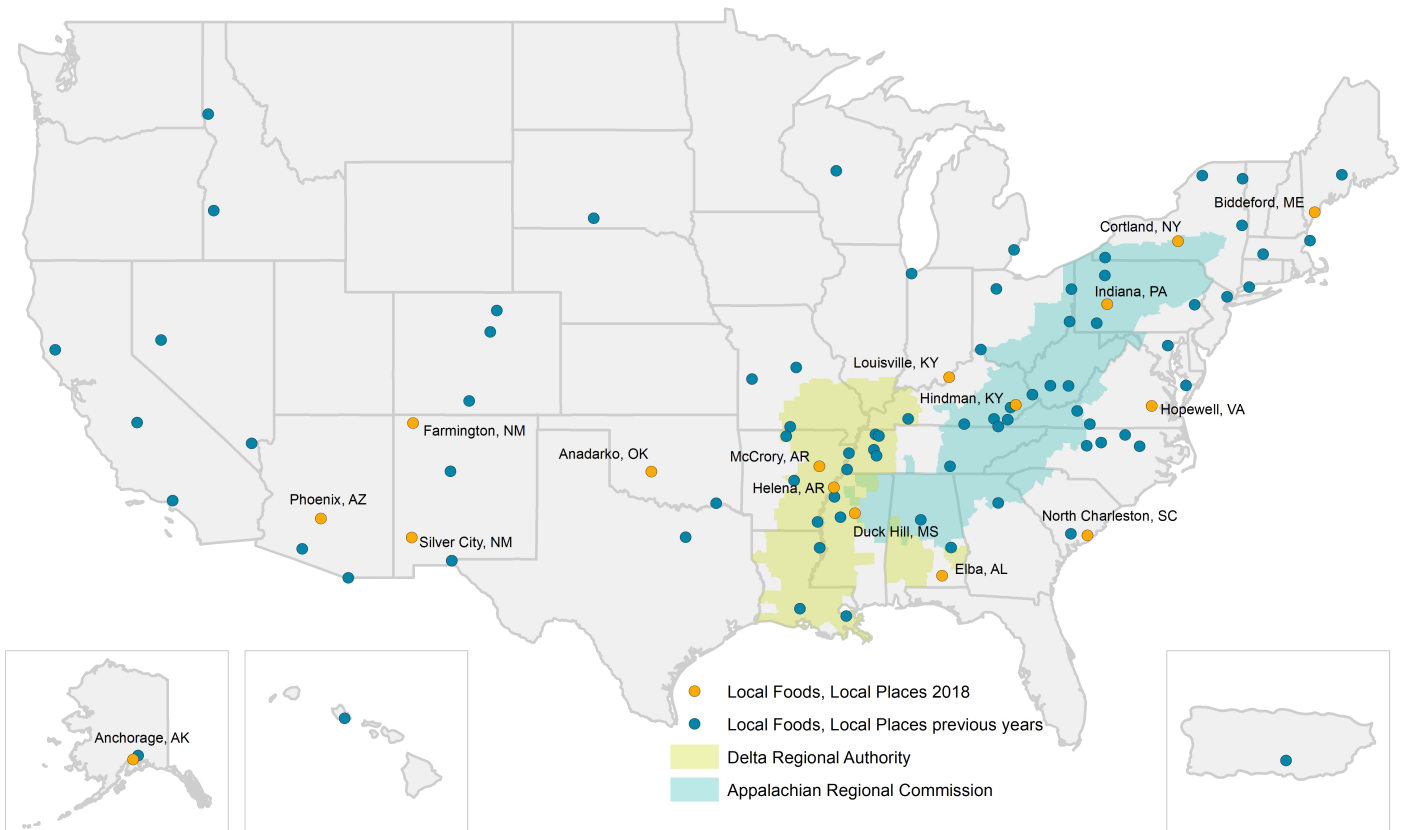 Biddeford, ME
Cortland, NY
Indiana, PA
Louisville, KY
Hindman, KY
Hopewell, VA
Farmington, NM
Anadarko, OK
McCrory, AR
Helena, AR
Phoenix, AZ
North Charleston, SC
Duck Hill, MS
Silver City, NM
Elba, AL
Anchorage, AK
Local Foods, Local Places 2018
Local Foods, Local Places previous years
Delta Regional Authority
Appalachian Regional Commission